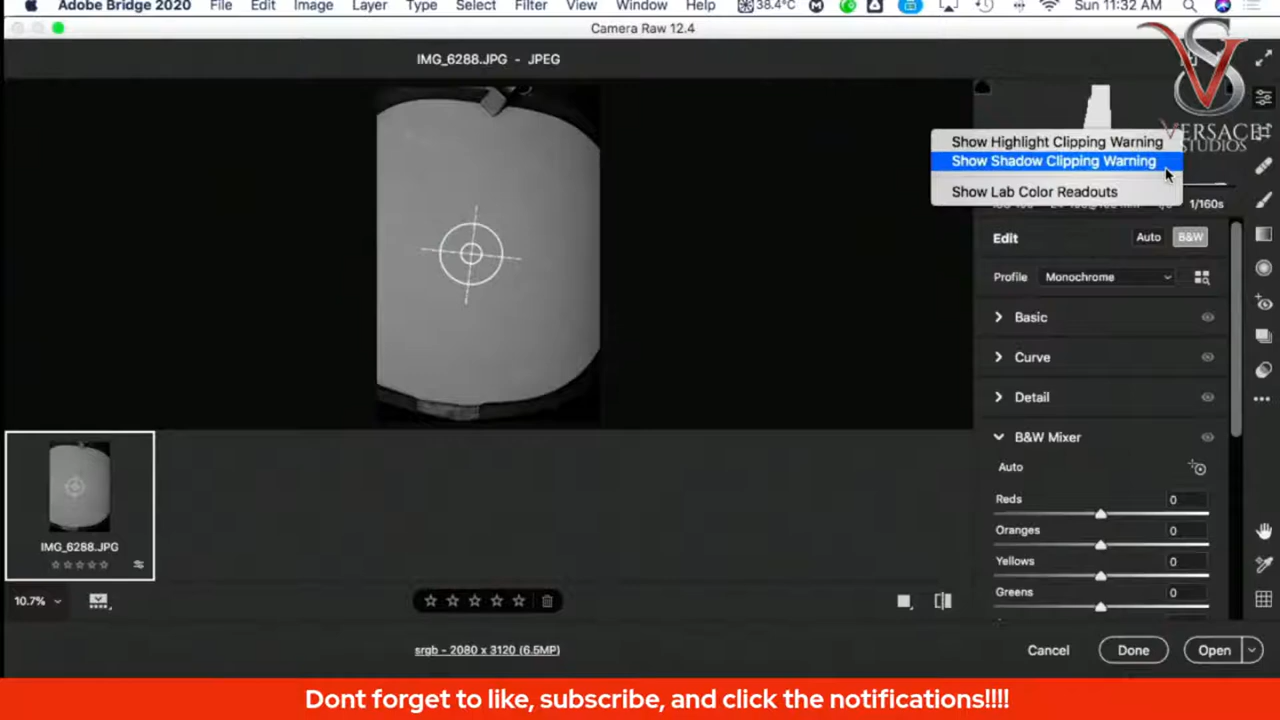 Adobe Bridge 2020 File Edit Image Layer Type Select Filter View Window Help 38.4°C Sun 11:32 AM
Camera Raw 12.4
IMG_6288.JPG - JPEG
VS
VERSACE
STUDIOS
Show Highlight Clipping Warning
Show Shadow Clipping Warning
Show Lab Color Readouts
1/160s
Edit Auto B&W
Profile Monochrome
Basic
Curve
Detail
B&W Mixer
Auto
Reds 0
Oranges 0
Yellows 0
Greens 0
IMG_6288.JPG
10.7%
srgb - 2080 x 3120 (6.5MP)
Cancel Done Open
Dont forget to like, subscribe, and click the notifications!!!!